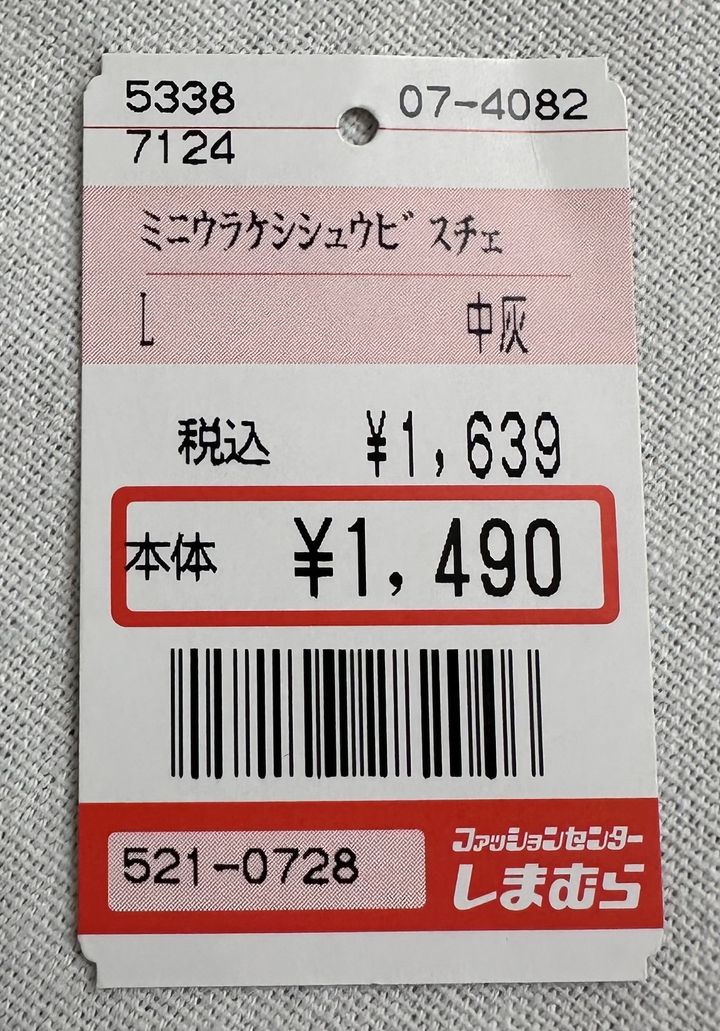 5338 07-4082
7124
ﾐﾆｳﾗｹｼｼｭｳﾋﾞｽﾁｪ
L 中灰
税込 ¥1,639
本体 ¥1,490
521-0728
ファッションセンター
しまむら